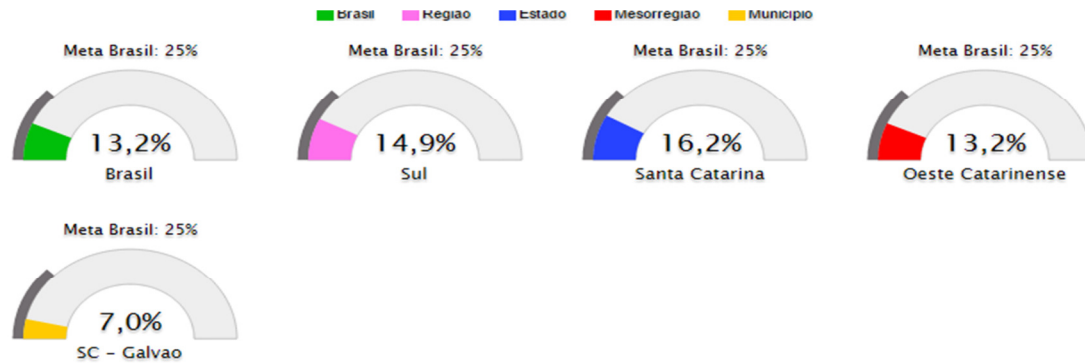 Brasil Região Estado Mesorregião Município
Meta Brasil: 25% Meta Brasil: 25% Meta Brasil: 25% Meta Brasil: 25%
13,2% 14,9% 16,2% 13,2%
Brasil Sul Santa Catarina Oeste Catarinense
Meta Brasil: 25%
7,0%
SC - Galvao